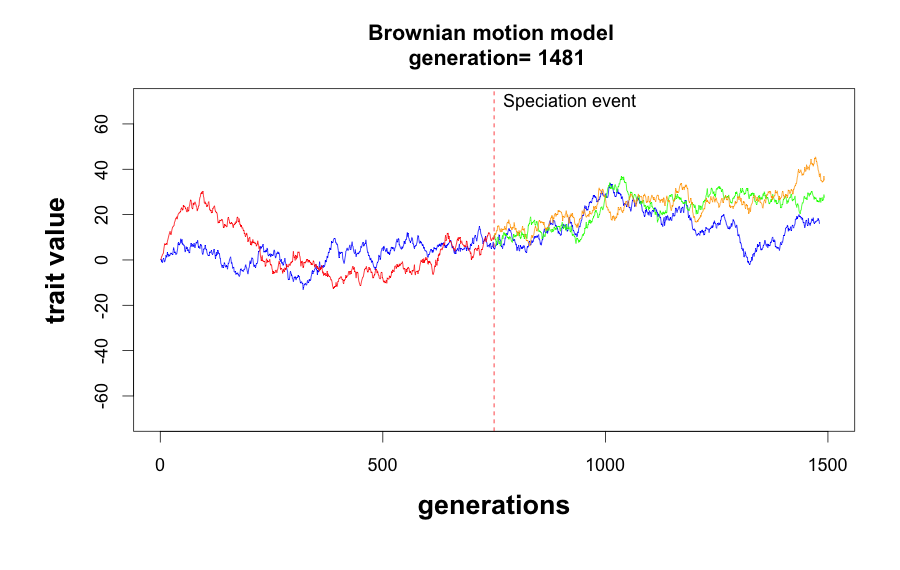 Brownian motion model
generation= 1481
Speciation event
60
40
20
0
-20
-40
-60
trait value
0 500 1000 1500
generations